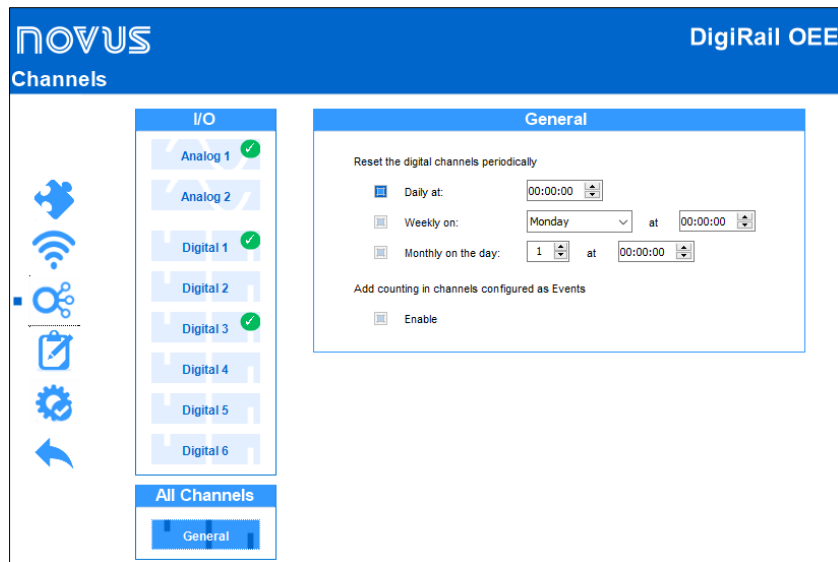 novus
DigiRail OEE
Channels
I/O
Analog 1
Analog 2
Digital 1
Digital 2
Digital 3
Digital 4
Digital 5
Digital 6
All Channels
General
General
Reset the digital channels periodically
Daily at: 00:00:00
Weekly on: Monday at 00:00:00
Monthly on the day: 1 at 00:00:00
Add counting in channels configured as Events
Enable